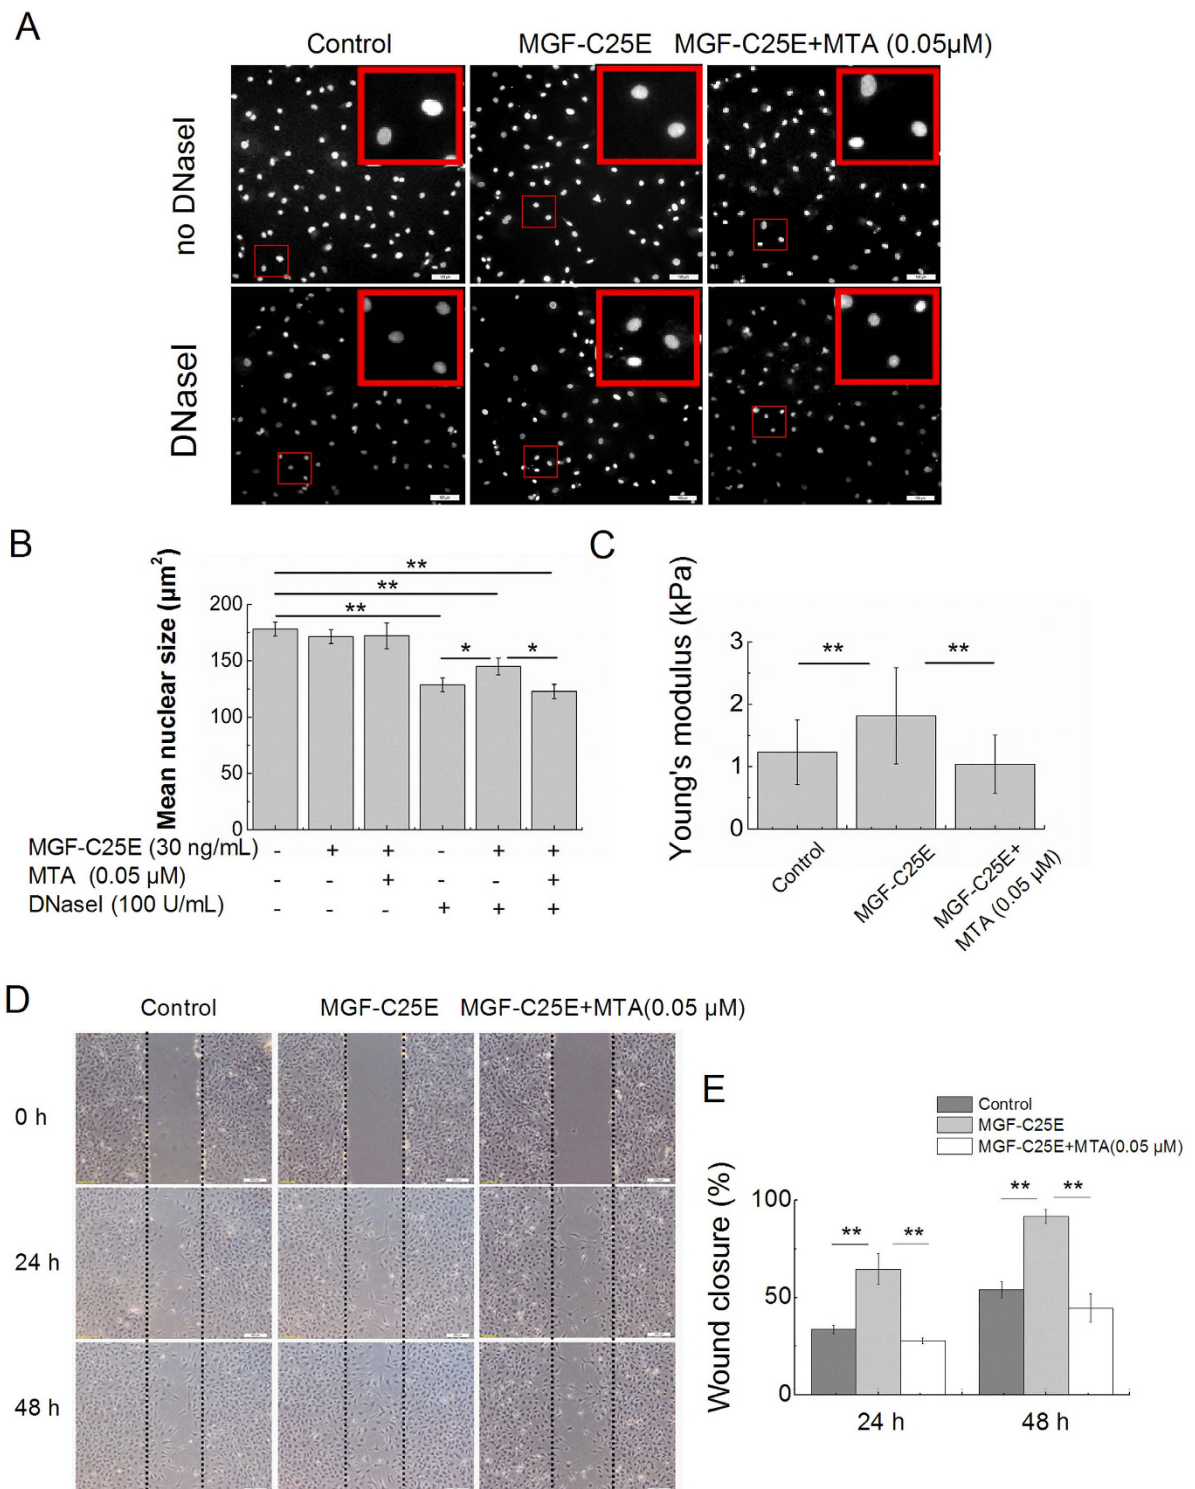 A
Control MGF-C25E MGF-C25E+MTA (0.05µM)
no DNaseI
DNaseI
B
Mean nuclear size (µm²)
200
150
100
50
0
** 
**
**
* *
MGF-C25E (30 ng/mL) - + + - + +
MTA (0.05 µM) - - + - - +
DNaseI (100 U/mL) - - - + + +
C
Young's modulus (kPa)
3
2
1
0
** **
Control
MGF-C25E
MGF-C25E+
MTA (0.05 µM)
D
Control MGF-C25E MGF-C25E+MTA(0.05 µM)
0 h
24 h
48 h
E
Control
MGF-C25E
MGF-C25E+MTA(0.05 µM)
Wound closure (%)
100
50
0
** ** ** **
24 h 48 h